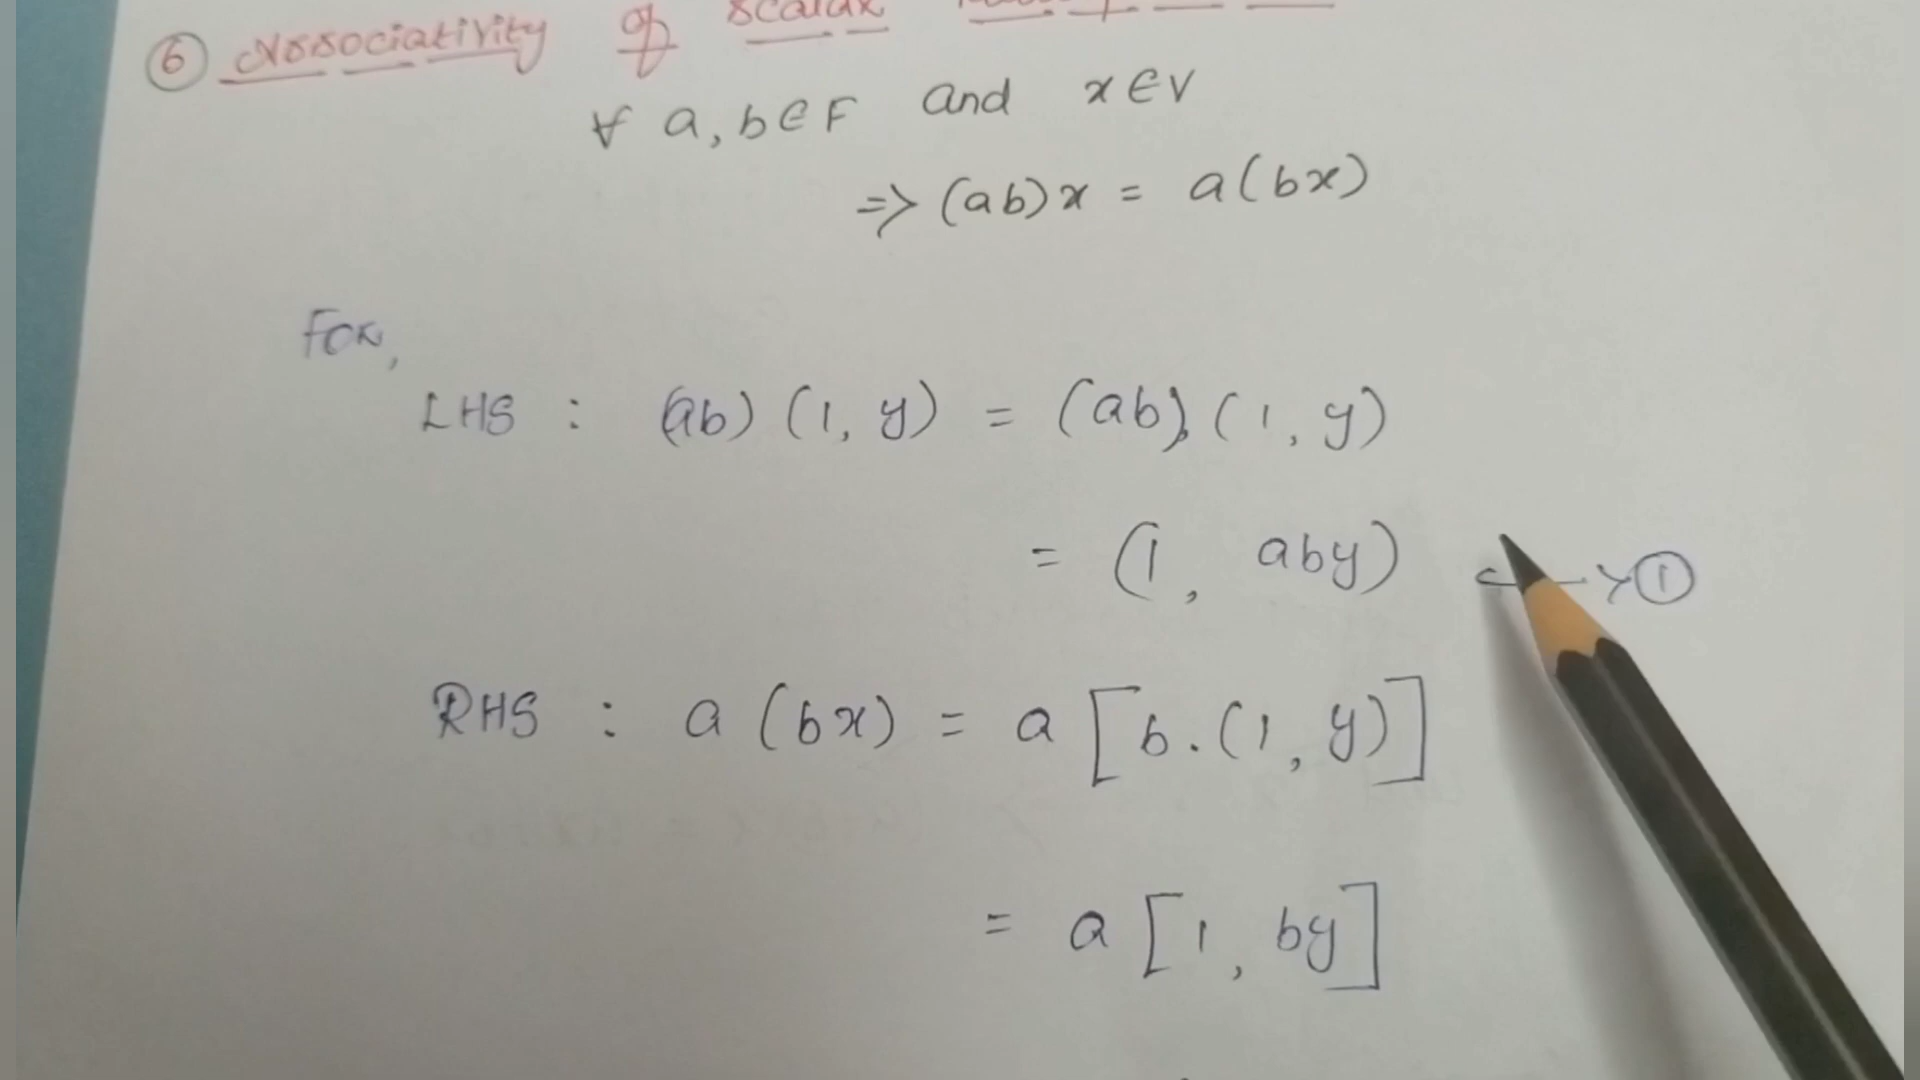 ⑥ Associativity of scalar
∀ a, b ∈ F and x ∈ V
⇒ (ab)x = a(bx)
For,
LHS : (ab) (1, y) = (ab), (1, y)
= (1, aby) → ①
RHS : a (bx) = a [b . (1, y)]
= a [1, by]